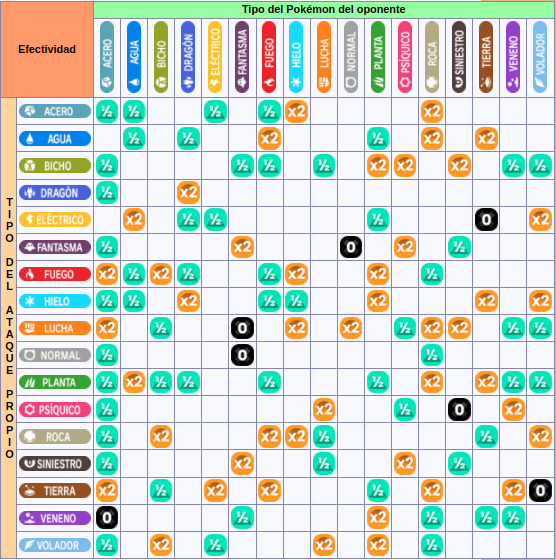 Tipo del Pokémon del oponente
Efectividad
ACERO AGUA BICHO DRAGÓN ELÉCTRICO FANTASMA FUEGO HIELO LUCHA NORMAL PLANTA PSÍQUICO ROCA SINIESTRO TIERRA VENENO VOLADOR
TIPO DEL ATAQUE PROPIO
ACERO ½ ½ ½ ½ x2 x2
AGUA ½ ½ x2 ½ x2 x2
BICHO ½ ½ ½ ½ x2 x2 x2 ½ ½
DRAGÓN ½ x2
ELÉCTRICO x2 ½ ½ ½ 0 x2
FANTASMA ½ x2 0 x2 ½
FUEGO x2 ½ x2 ½ ½ x2 x2 ½
HIELO ½ ½ x2 ½ ½ x2 x2 x2
LUCHA x2 ½ 0 x2 x2 ½ x2 x2 ½ ½
NORMAL ½ 0 ½
PLANTA ½ x2 ½ ½ ½ ½ x2 x2 ½ ½
PSÍQUICO ½ x2 ½ 0 x2
ROCA ½ x2 x2 x2 ½ ½ x2
SINIESTRO ½ x2 ½ x2 ½
TIERRA x2 ½ x2 x2 ½ x2 x2 0
VENENO 0 ½ x2 ½ ½ ½
VOLADOR ½ x2 ½ x2 x2 ½